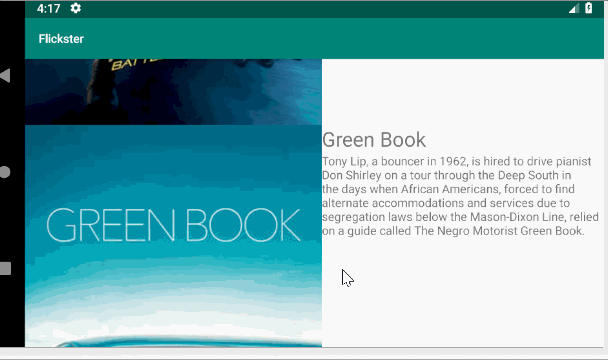 4:17
Flickster
BATTL
GREEN BOOK
Green Book
Tony Lip, a bouncer in 1962, is hired to drive pianist
Don Shirley on a tour through the Deep South in
the days when African Americans, forced to find
alternate accommodations and services due to
segregation laws below the Mason-Dixon Line, relied
on a guide called The Negro Motorist Green Book.